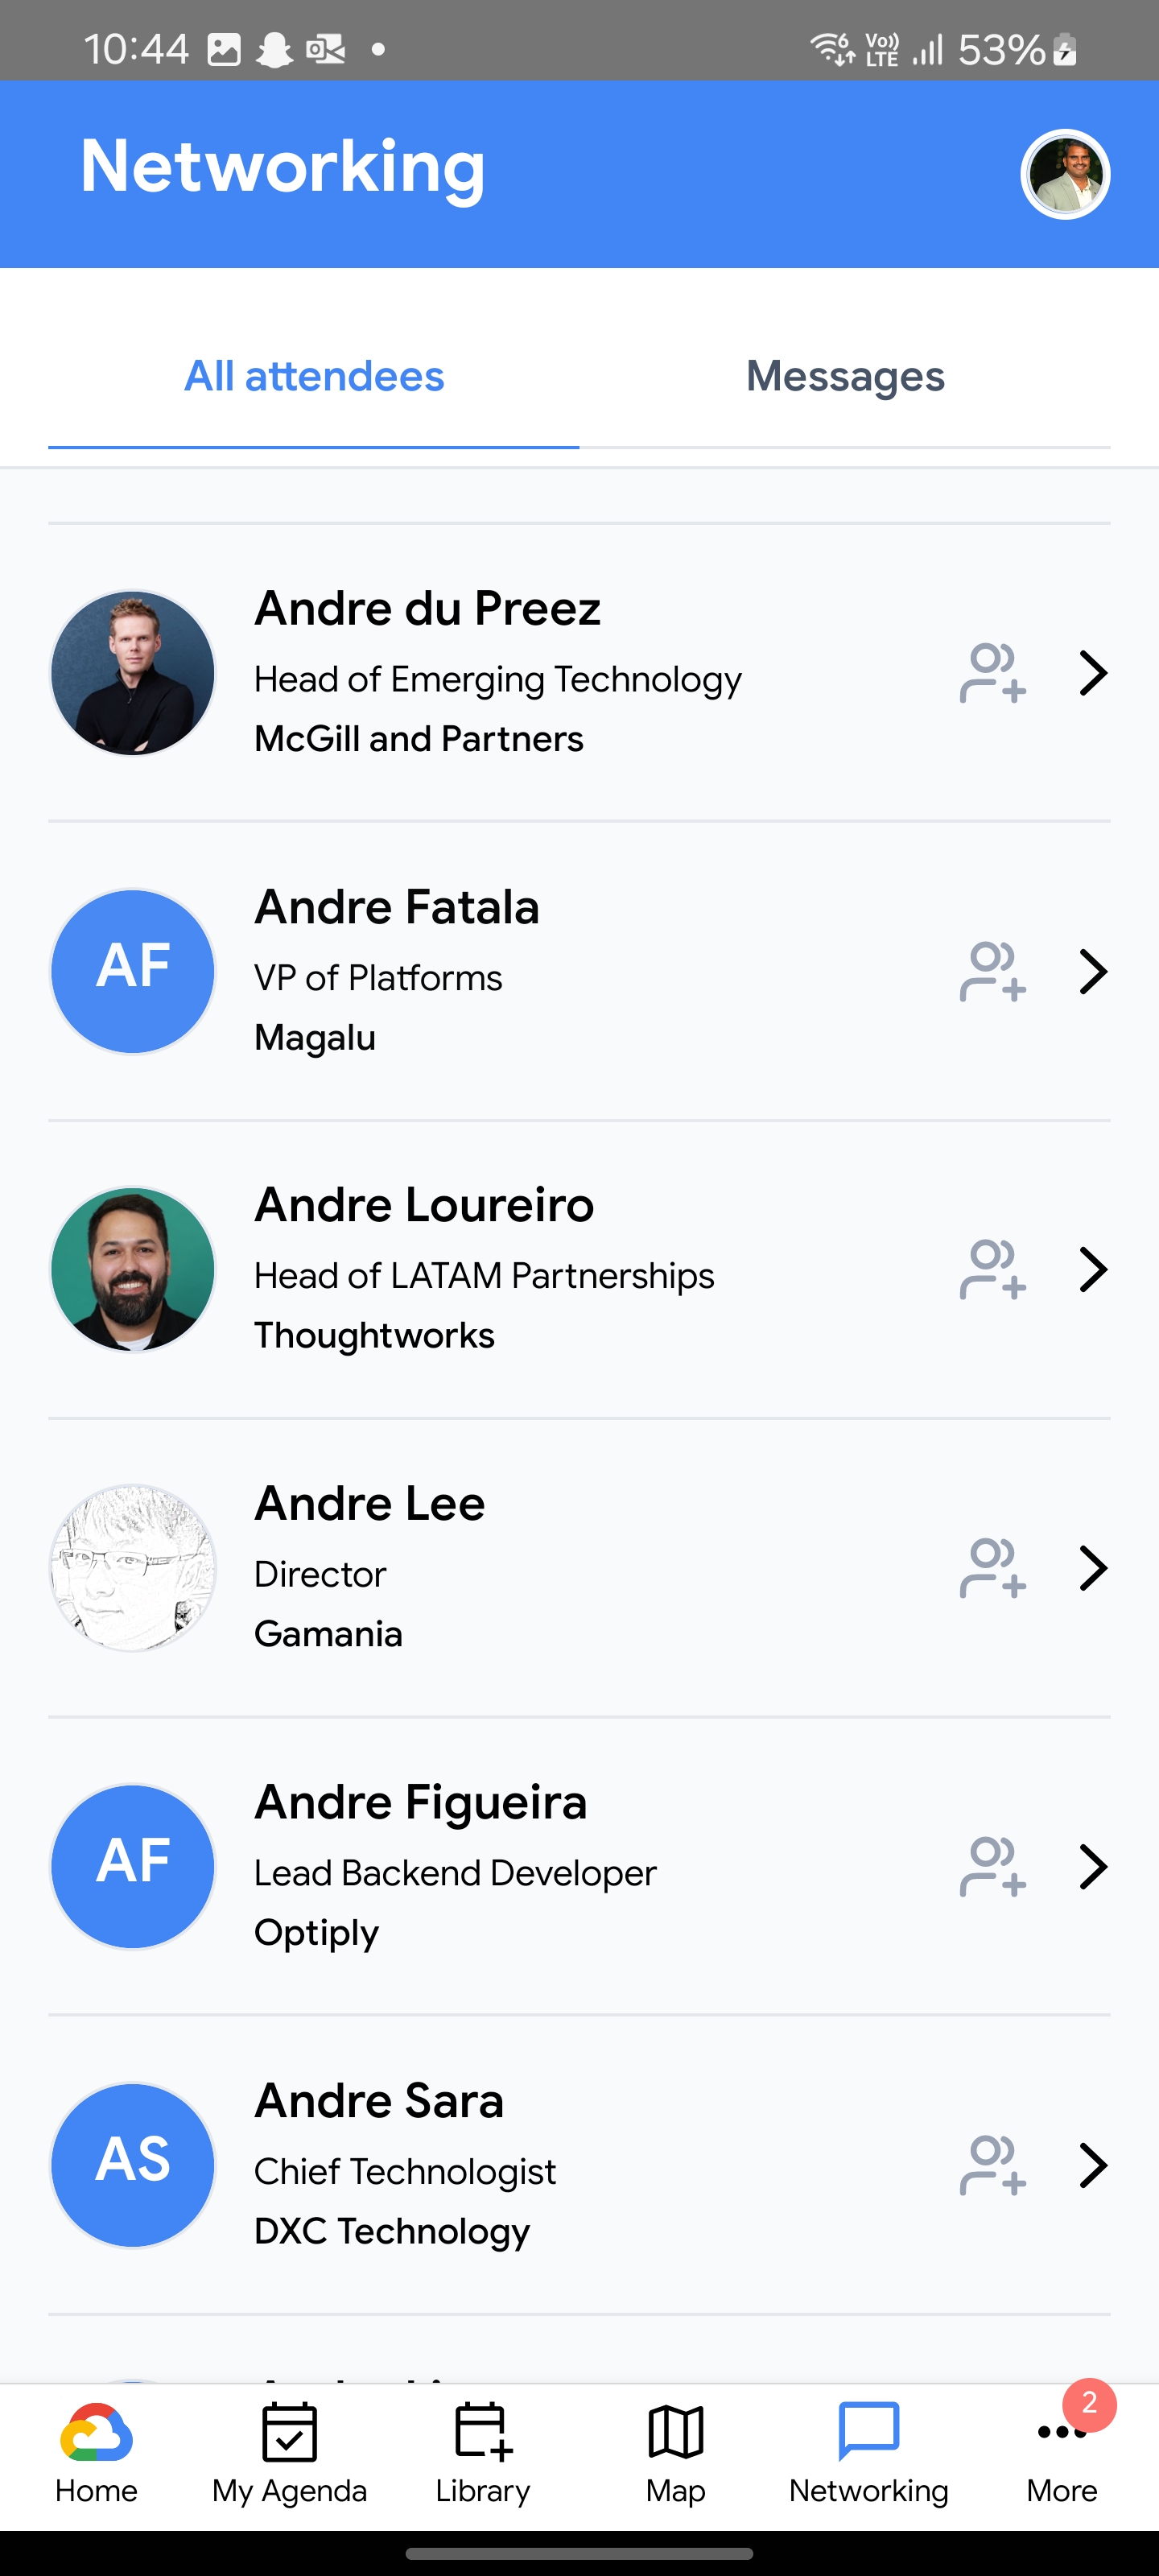 10:44
Vo))
LTE
53%
Networking
All attendees
Messages
Andre du Preez
Head of Emerging Technology
McGill and Partners
AF
Andre Fatala
VP of Platforms
Magalu
Andre Loureiro
Head of LATAM Partnerships
Thoughtworks
Andre Lee
Director
Gamania
AF
Andre Figueira
Lead Backend Developer
Optiply
AS
Andre Sara
Chief Technologist
DXC Technology
2
Home
My Agenda
Library
Map
Networking
More